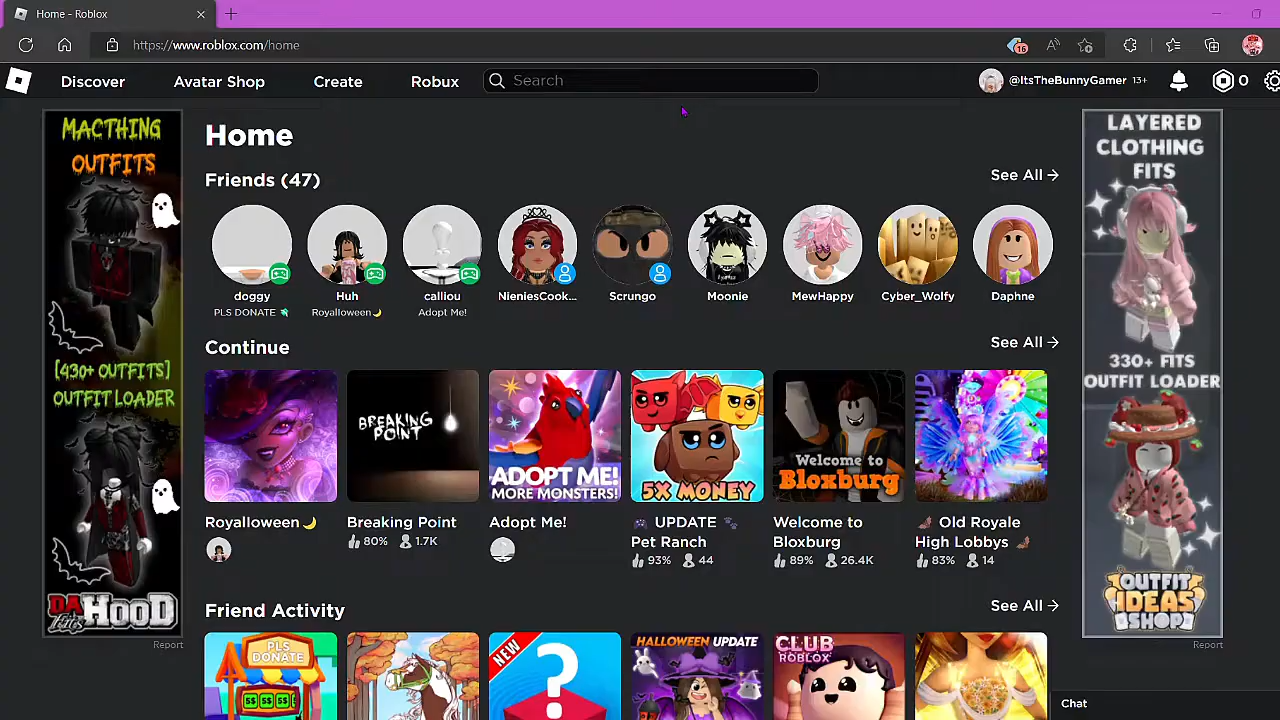 Home - Roblox
https://www.roblox.com/home
16
Discover
Avatar Shop
Create
Robux
Search
@ItsTheBunnyGamer 13+
0
MACTHING
OUTFITS
[430+ OUTFITS]
OUTFIT LOADER
DA HOOD
Fits
Report
Home
Friends (47)
See All →
doggy
PLS DONATE
Huh
Royalloween🌙
calliou
Adopt Me!
NieniesCook...
Scrungo
Moonie
MewHappy
Cyber_Wolfy
Daphne
Continue
See All →
BREAKING
POINT
ADOPT ME!
MORE MONSTERS!
5X MONEY
Welcome to
Bloxburg
Royalloween🌙
Breaking Point
80% 1.7K
Adopt Me!
🎮 UPDATE 🐾
Pet Ranch
93% 44
Welcome to
Bloxburg
89% 26.4K
Old Royale
High Lobbys
83% 14
Friend Activity
See All →
PLS
DONATE
5$ 5$ 5$
NEW
HALLOWEEN UPDATE
CLUB
ROBLOX
LAYERED
CLOTHING
FITS
330+ FITS
OUTFIT LOADER
OUTFIT
IDEAS
SHOP
Report
Chat